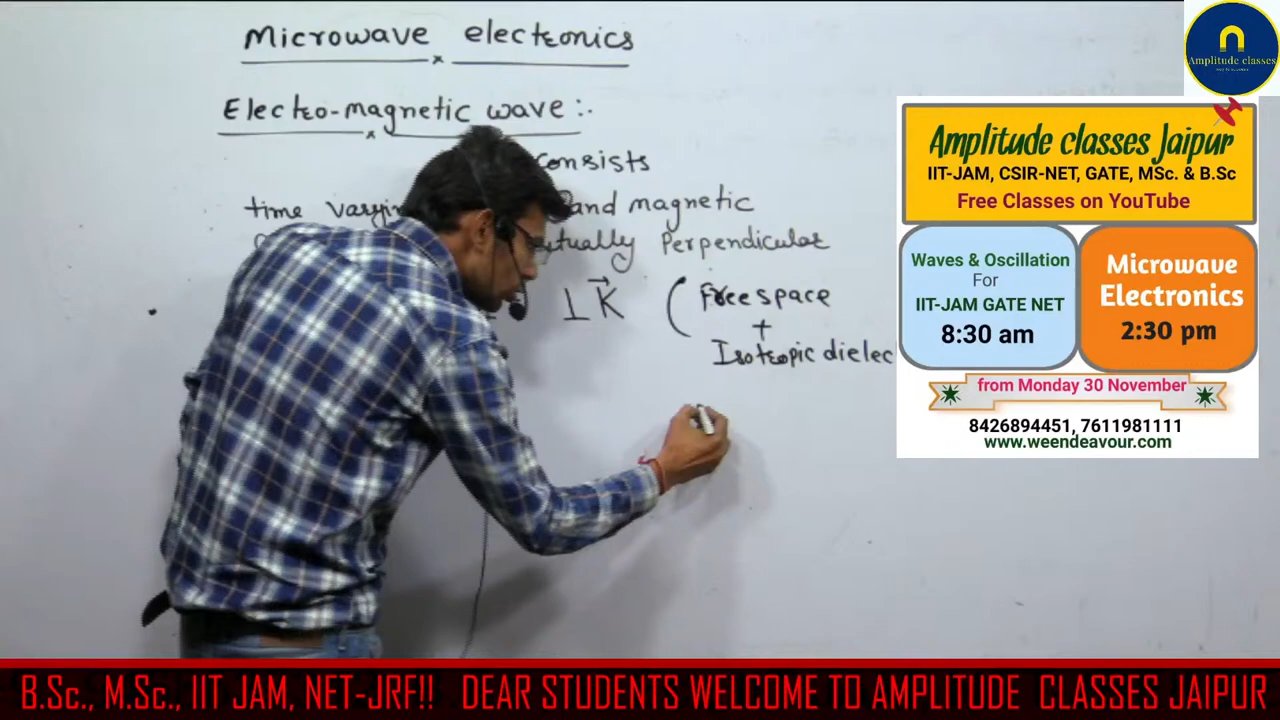 Microwave electronics
Electro-magnetic wave :-
consists
time varying and magnetic
mutually Perpendicular
⊥ K⃗ ( Free space
+
Isotropic dielec
Amplitude classes
Amplitude classes Jaipur
IIT-JAM, CSIR-NET, GATE, MSc. & B.Sc
Free Classes on YouTube
Waves & Oscillation
For
IIT-JAM GATE NET
8:30 am
Microwave
Electronics
2:30 pm
from Monday 30 November
8426894451, 7611981111
www.weendeavour.com
B.Sc., M.Sc., IIT JAM, NET-JRF!! DEAR STUDENTS WELCOME TO AMPLITUDE CLASSES JAIPUR